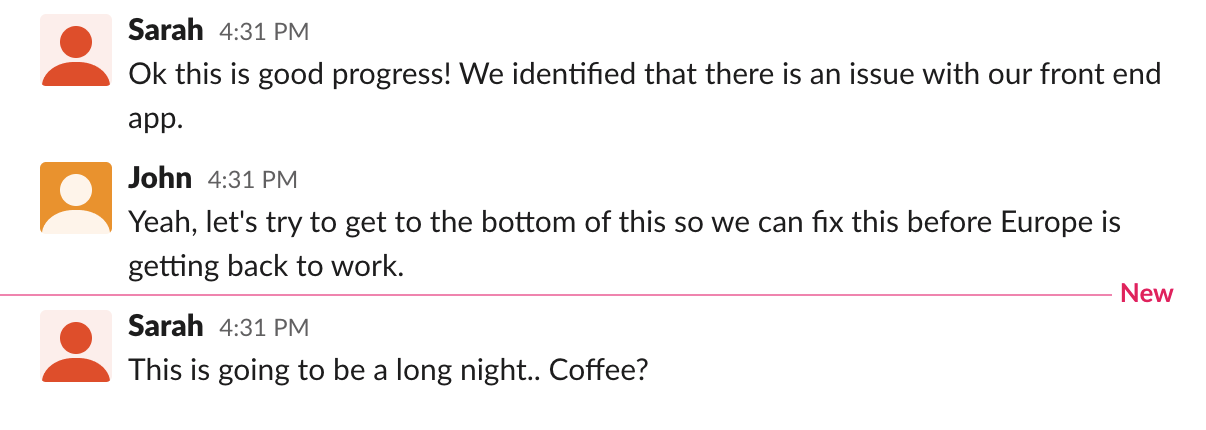 Sarah 4:31 PM
Ok this is good progress! We identified that there is an issue with our front end
app.
John 4:31 PM
Yeah, let's try to get to the bottom of this so we can fix this before Europe is
getting back to work.
New
Sarah 4:31 PM
This is going to be a long night.. Coffee?